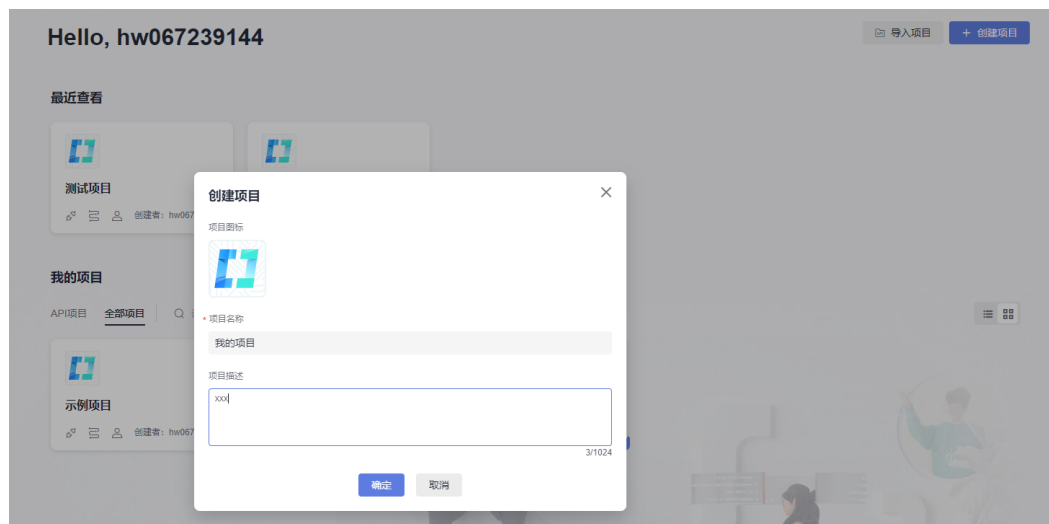 Hello, hw067239144
导入项目
+ 创建项目
最近查看
测试项目
创建者：hw067
创建项目
项目图标
* 项目名称
我的项目
项目描述
xxx
3/1024
确定
取消
我的项目
API项目
全部项目
示例项目
创建者：hw067